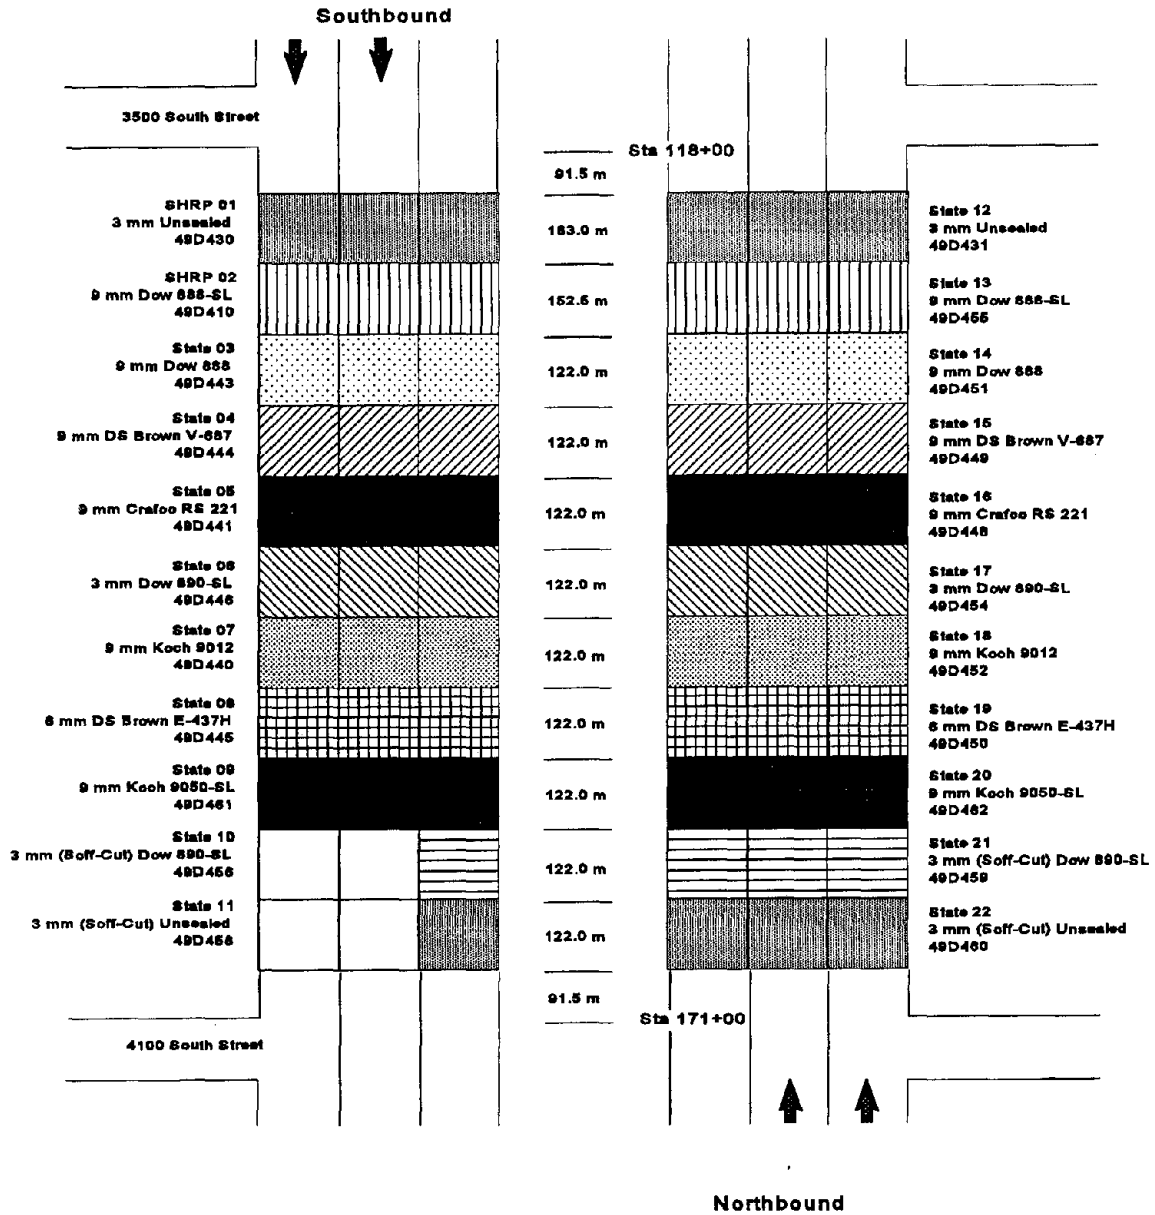 Southbound
3500 South Street
Sta 118+00
91.5 m
SHRP 01
3 mm Unsealed
49D430
183.0 m
State 12
3 mm Unsealed
49D431
SHRP 02
9 mm Dow 888-SL
49D410
152.5 m
State 13
9 mm Dow 888-SL
49D455
State 03
9 mm Dow 888
49D443
122.0 m
State 14
9 mm Dow 888
49D451
State 04
9 mm DS Brown V-687
49D444
122.0 m
State 15
9 mm DS Brown V-687
49D449
State 05
9 mm Crafco RS 221
49D441
122.0 m
State 16
9 mm Crafco RS 221
49D448
State 06
3 mm Dow 890-SL
49D446
122.0 m
State 17
3 mm Dow 890-SL
49D454
State 07
9 mm Koch 9012
49D440
122.0 m
State 18
9 mm Koch 9012
49D452
State 08
6 mm DS Brown E-437H
49D445
122.0 m
State 19
6 mm DS Brown E-437H
49D450
State 09
9 mm Koch 9050-SL
49D461
122.0 m
State 20
9 mm Koch 9050-SL
49D462
State 10
3 mm (Soff-Cut) Dow 890-SL
49D456
122.0 m
State 21
3 mm (Soff-Cut) Dow 890-SL
49D459
State 11
3 mm (Soff-Cut) Unsealed
49D458
122.0 m
State 22
3 mm (Soff-Cut) Unsealed
49D460
91.5 m
Sta 171+00
4100 South Street
Northbound